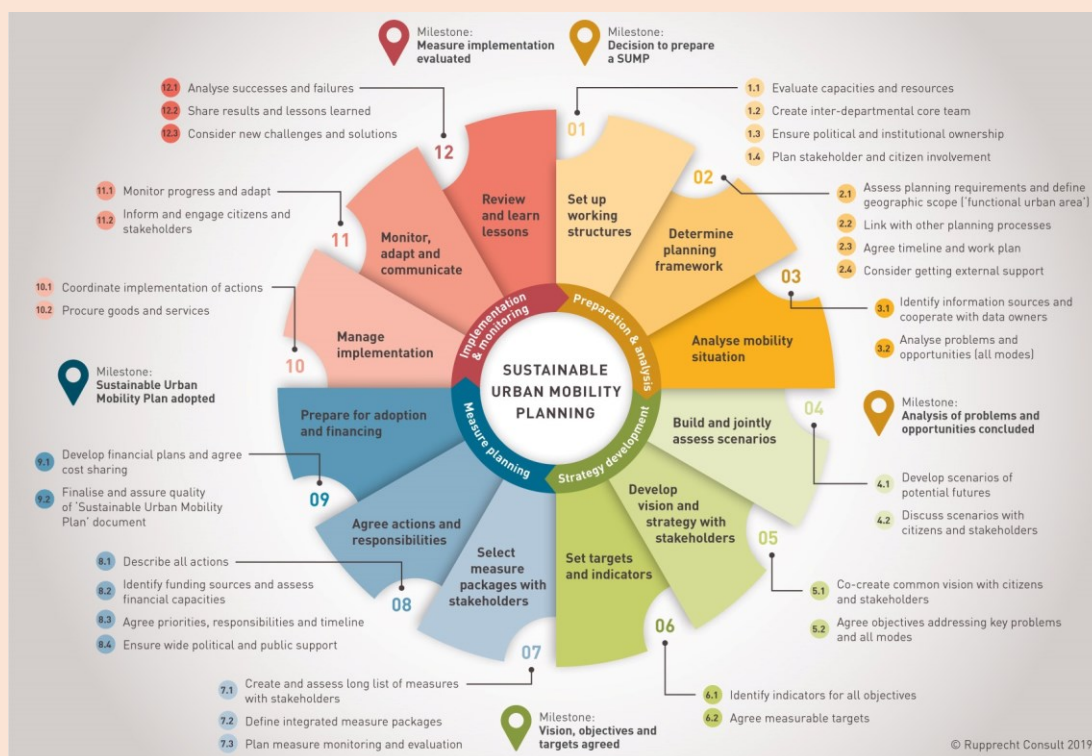 Milestone:
Measure implementation
evaluated
Milestone:
Decision to prepare
a SUMP
12.1 Analyse successes and failures
12.2 Share results and lessons learned
12.3 Consider new challenges and solutions
1.1 Evaluate capacities and resources
1.2 Create inter-departmental core team
1.3 Ensure political and institutional ownership
1.4 Plan stakeholder and citizen involvement
11.1 Monitor progress and adapt
11.2 Inform and engage citizens and
stakeholders
2.1 Assess planning requirements and define
geographic scope ('functional urban area')
2.2 Link with other planning processes
2.3 Agree timeline and work plan
2.4 Consider getting external support
10.1 Coordinate implementation of actions
10.2 Procure goods and services
3.1 Identify information sources and
cooperate with data owners
3.2 Analyse problems and
opportunities (all modes)
Milestone:
Sustainable Urban
Mobility Plan adopted
Milestone:
Analysis of problems and
opportunities concluded
01
Set up
working
structures
02
Determine
planning
framework
03
Analyse mobility
situation
04
Build and jointly
assess scenarios
05
Develop
vision and
strategy with
stakeholders
06
Set targets
and indicators
07
Select
measure
packages with
stakeholders
08
Agree actions and
responsibilities
09
Prepare for adoption
and financing
10
Manage
implementation
11
Monitor,
adapt and
communicate
12
Review
and learn
lessons
Preparation & analysis
Strategy development
Measure planning
Implementation
& monitoring
SUSTAINABLE
URBAN MOBILITY
PLANNING
9.1 Develop financial plans and agree
cost sharing
9.2 Finalise and assure quality
of 'Sustainable Urban Mobility
Plan' document
4.1 Develop scenarios of
potential futures
4.2 Discuss scenarios with
citizens and stakeholders
8.1 Describe all actions
8.2 Identify funding sources and assess
financial capacities
8.3 Agree priorities, responsibilities and timeline
8.4 Ensure wide political and public support
5.1 Co-create common vision with citizens
and stakeholders
5.2 Agree objectives addressing key problems
and all modes
7.1 Create and assess long list of measures
with stakeholders
7.2 Define integrated measure packages
7.3 Plan measure monitoring and evaluation
Milestone:
Vision, objectives and
targets agreed
6.1 Identify indicators for all objectives
6.2 Agree measurable targets
© Rupprecht Consult 2019